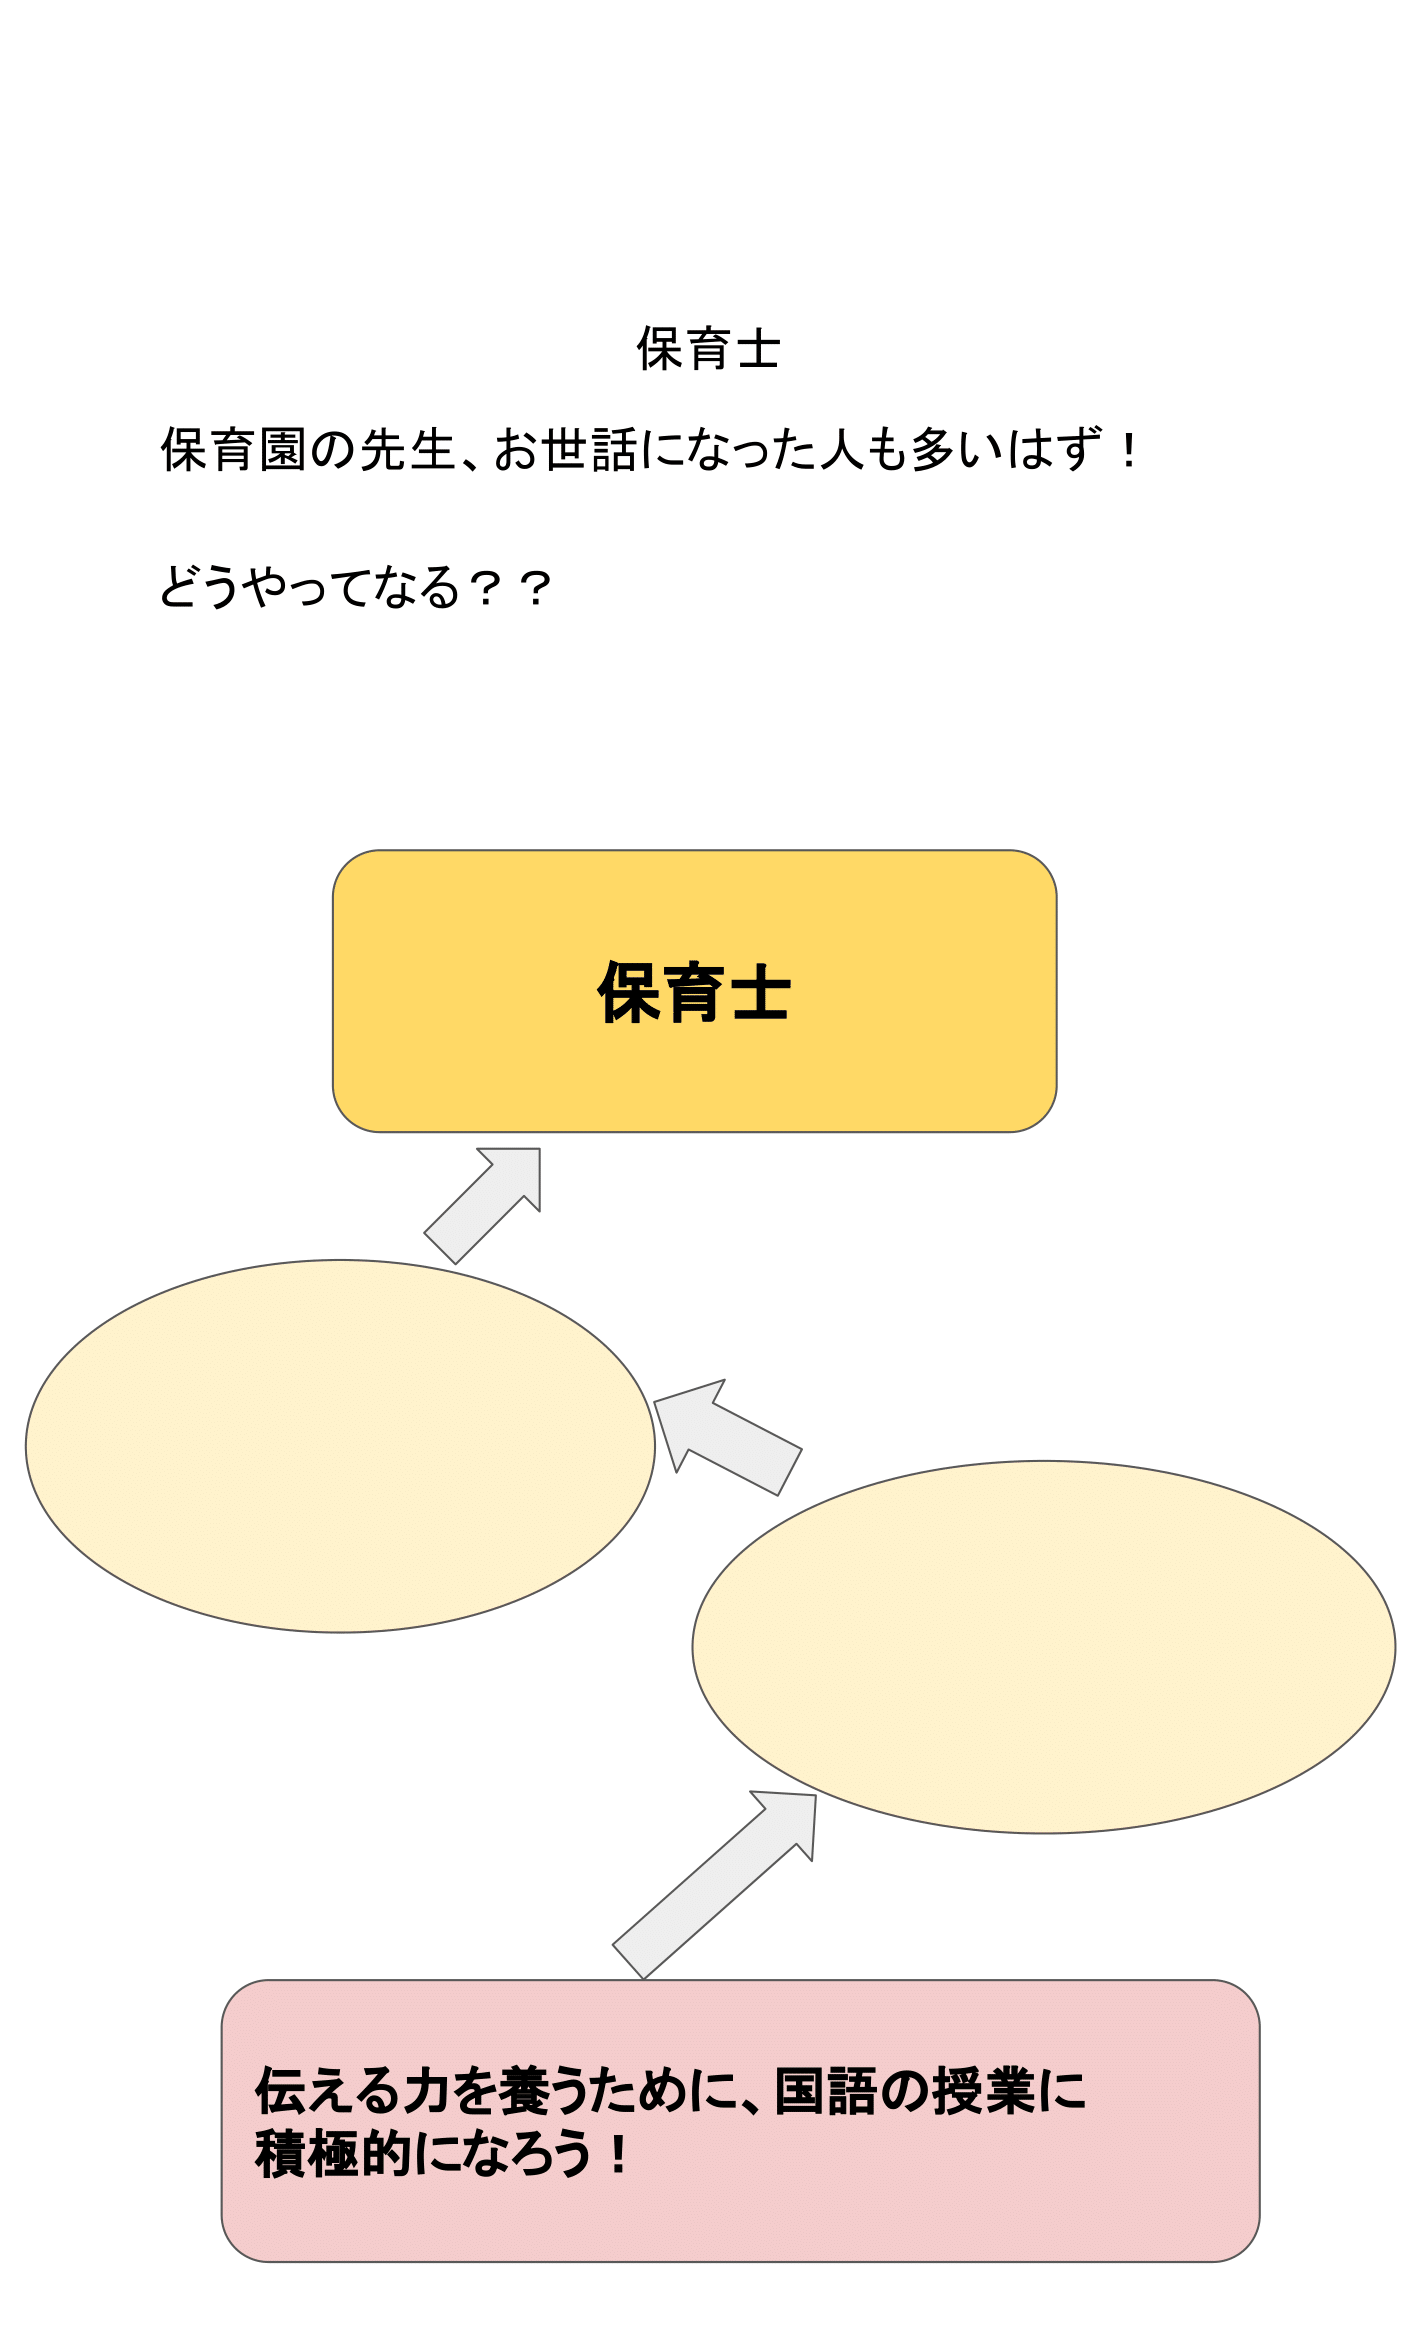 保育士
保育園の先生、お世話になった人も多いはず！
どうやってなる？？
保育士
伝える力を養うために、国語の授業に
積極的になろう！